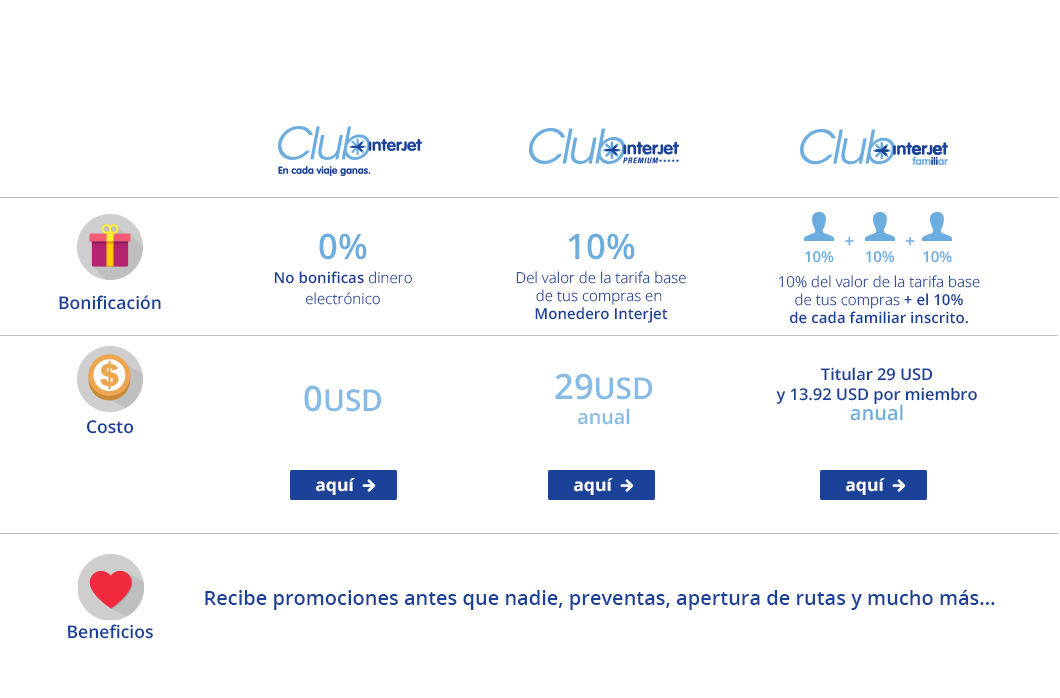 Club interjet
En cada viaje ganas.
Club interjet
PREMIUM
Club interjet
familiar
Bonificación
0%
No bonificas dinero
electrónico
10%
Del valor de la tarifa base
de tus compras en
Monedero Interjet
10% + 10% + 10%
10% del valor de la tarifa base
de tus compras + el 10%
de cada familiar inscrito.
Costo
0USD
29USD
anual
Titular 29 USD
y 13.92 USD por miembro
anual
aquí →
aquí →
aquí →
Beneficios
Recibe promociones antes que nadie, preventas, apertura de rutas y mucho más...